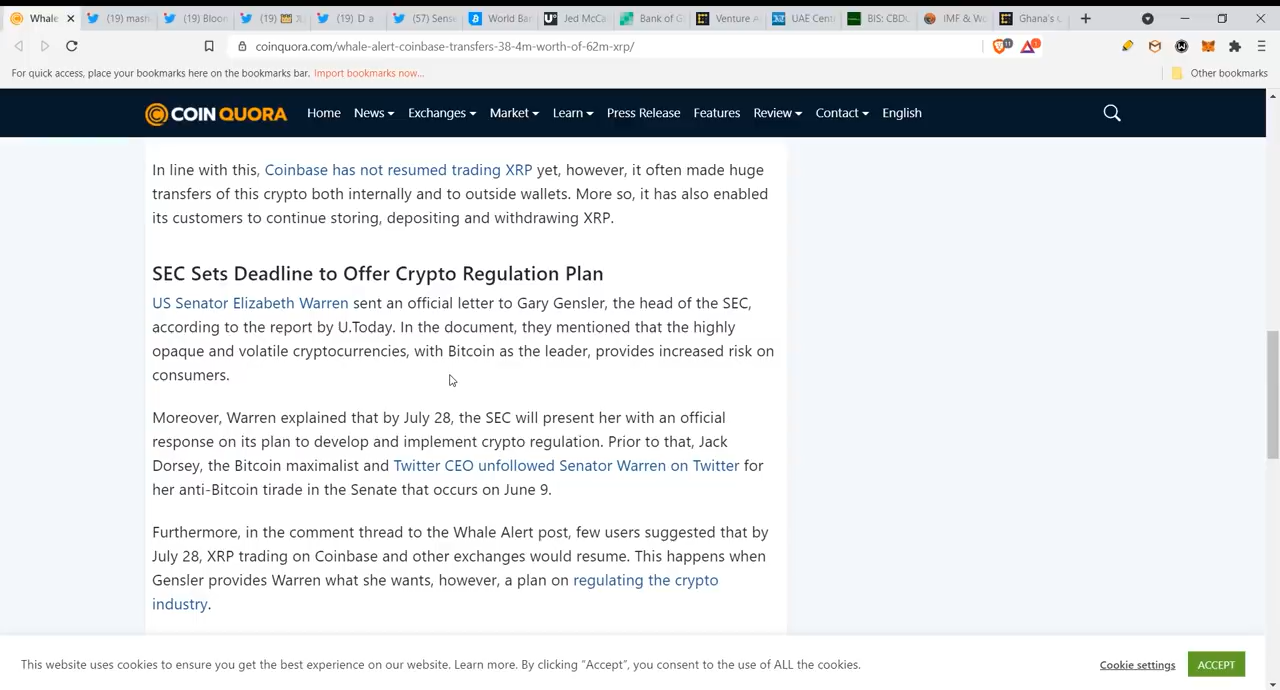 Whale
(19) mash
(19) Bloon
(19)
(19) D a
(57) Sense
World Ban
Jed McCa
Bank of G
Venture A
UAE Cent
BIS: CBDC
IMF & Wo
Ghana's C
coinquora.com/whale-alert-coinbase-transfers-38-4m-worth-of-62m-xrp/
For quick access, place your bookmarks here on the bookmarks bar. Import bookmarks now...
Other bookmarks
COIN QUORA
Home
News
Exchanges
Market
Learn
Press Release
Features
Review
Contact
English
In line with this, Coinbase has not resumed trading XRP yet, however, it often made huge
transfers of this crypto both internally and to outside wallets. More so, it has also enabled
its customers to continue storing, depositing and withdrawing XRP.
SEC Sets Deadline to Offer Crypto Regulation Plan
US Senator Elizabeth Warren sent an official letter to Gary Gensler, the head of the SEC,
according to the report by U.Today. In the document, they mentioned that the highly
opaque and volatile cryptocurrencies, with Bitcoin as the leader, provides increased risk on
consumers.
Moreover, Warren explained that by July 28, the SEC will present her with an official
response on its plan to develop and implement crypto regulation. Prior to that, Jack
Dorsey, the Bitcoin maximalist and Twitter CEO unfollowed Senator Warren on Twitter for
her anti-Bitcoin tirade in the Senate that occurs on June 9.
Furthermore, in the comment thread to the Whale Alert post, few users suggested that by
July 28, XRP trading on Coinbase and other exchanges would resume. This happens when
Gensler provides Warren what she wants, however, a plan on regulating the crypto
industry.
This website uses cookies to ensure you get the best experience on our website. Learn more. By clicking "Accept", you consent to the use of ALL the cookies.
Cookie settings
ACCEPT